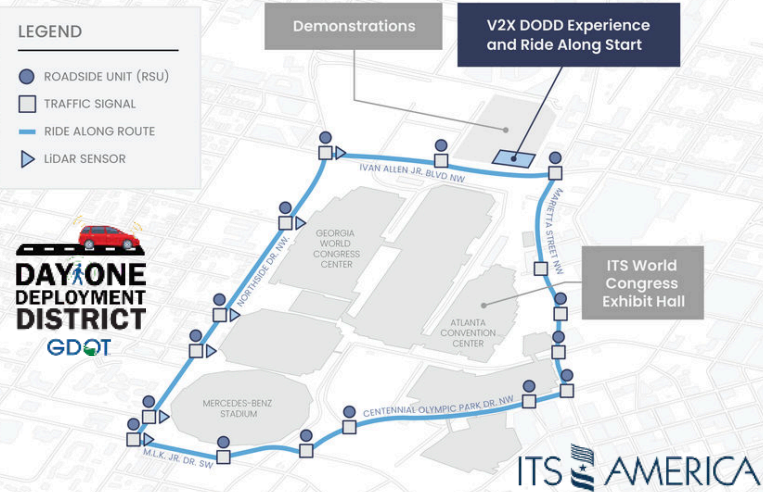 LEGEND
ROADSIDE UNIT (RSU)
TRAFFIC SIGNAL
RIDE ALONG ROUTE
LiDAR SENSOR
Demonstrations
V2X DODD Experience
and Ride Along Start
IVAN ALLEN JR. BLVD NW
MARIETTA STREET NW
NORTHSIDE DR. NW.
GEORGIA
WORLD
CONGRESS
CENTER
ITS World
Congress
Exhibit Hall
ATLANTA
CONVENTION
CENTER
DAY ONE
DEPLOYMENT
DISTRICT
GDOT
MERCEDES-BENZ
STADIUM
CENTENNIAL OLYMPIC PARK DR. NW
M.L.K. JR. DR. SW
ITS AMERICA